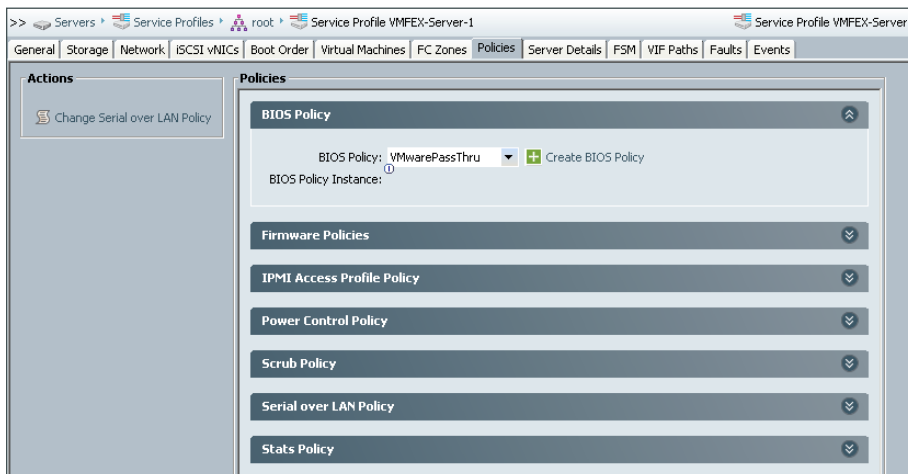 >> Servers Service Profiles root Service Profile VMFEX-Server-1 Service Profile VMFEX-Server
General Storage Network iSCSI vNICs Boot Order Virtual Machines FC Zones Policies Server Details FSM VIF Paths Faults Events
Actions
Change Serial over LAN Policy
Policies
BIOS Policy
BIOS Policy: VMwarePassThru Create BIOS Policy
BIOS Policy Instance:
Firmware Policies
IPMI Access Profile Policy
Power Control Policy
Scrub Policy
Serial over LAN Policy
Stats Policy